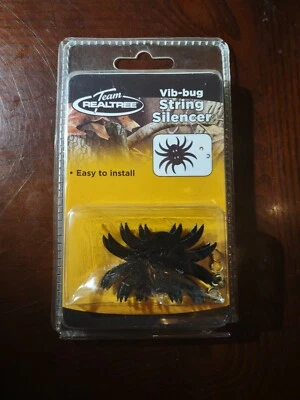 Team
REALTREE
Vib-bug
String
Silencer
• Easy to install